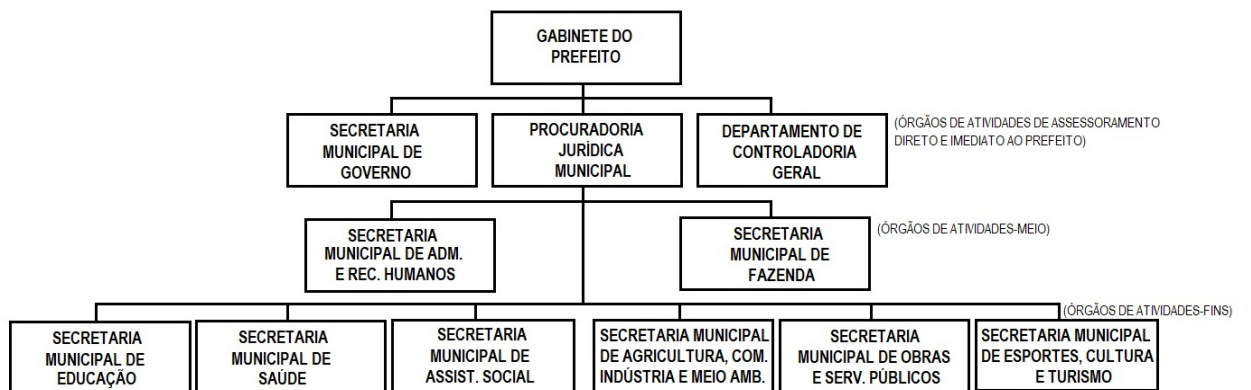 GABINETE DO
PREFEITO
SECRETARIA
MUNICIPAL DE
GOVERNO
PROCURADORIA
JURÍDICA
MUNICIPAL
DEPARTAMENTO DE
CONTROLADORIA
GERAL
(ÓRGÃOS DE ATIVIDADES DE ASSESSORAMENTO
DIRETO E IMEDIATO AO PREFEITO)
SECRETARIA
MUNICIPAL DE ADM.
E REC. HUMANOS
SECRETARIA
MUNICIPAL DE
FAZENDA
(ÓRGÃOS DE ATIVIDADES-MEIO)
(ÓRGÃOS DE ATIVIDADES-FINS)
SECRETARIA
MUNICIPAL DE
EDUCAÇÃO
SECRETARIA
MUNICIPAL DE
SAÚDE
SECRETARIA
MUNICIPAL DE
ASSIST. SOCIAL
SECRETARIA MUNICIPAL
DE AGRICULTURA, COM.
INDÚSTRIA E MEIO AMB.
SECRETARIA
MUNICIPAL DE OBRAS
E SERV. PÚBLICOS
SECRETARIA MUNICIPAL
DE ESPORTES, CULTURA
E TURISMO